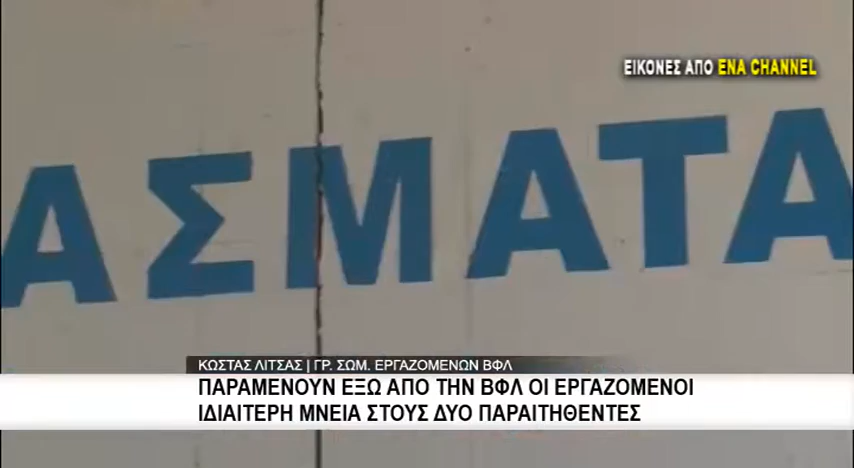 ΕΙΚΟΝΕΣ ΑΠΟ ΕΝΑ CHANNEL
ΑΣΜΑΤΑ
ΚΩΣΤΑΣ ΛΙΤΣΑΣ | ΓΡ. ΣΩΜ. ΕΡΓΑΖΟΜΕΝΩΝ ΒΦΛ
ΠΑΡΑΜΕΝΟΥΝ ΕΞΩ ΑΠΟ ΤΗΝ ΒΦΛ ΟΙ ΕΡΓΑΖΟΜΕΝΟΙ
ΙΔΙΑΙΤΕΡΗ ΜΝΕΙΑ ΣΤΟΥΣ ΔΥΟ ΠΑΡΑΙΤΗΘΕΝΤΕΣ